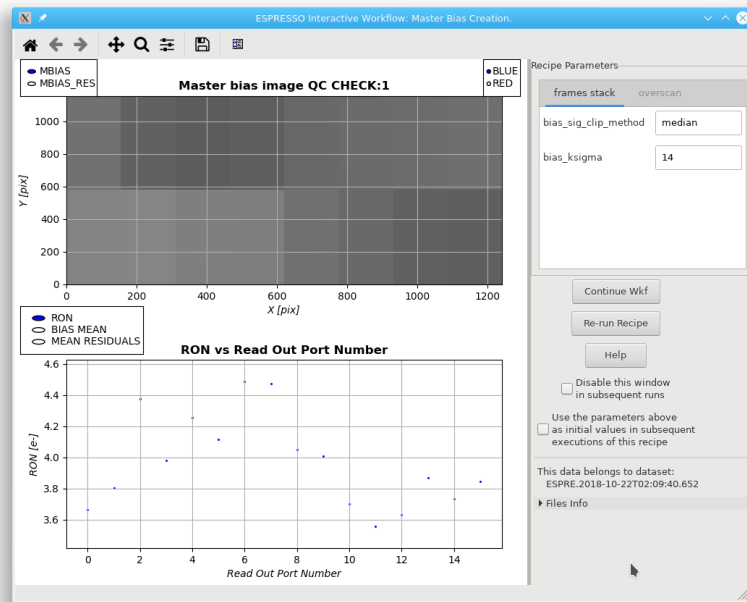 ESPRESSO Interactive Workflow: Master Bias Creation.
MBIAS
MBIAS_RES
Master bias image QC CHECK:1
BLUE
RED
Y [pix]
1000
800
600
400
200
0
0 200 400 600 800 1000 1200
X [pix]
RON
BIAS MEAN
MEAN RESIDUALS
RON vs Read Out Port Number
RON [e-]
4.6
4.4
4.2
4.0
3.8
3.6
0 2 4 6 8 10 12 14
Read Out Port Number
Recipe Parameters
frames stack overscan
bias_sig_clip_method median
bias_ksigma 14
Continue Wkf
Re-run Recipe
Help
Disable this window
in subsequent runs
Use the parameters above
as initial values in subsequent
executions of this recipe
This data belongs to dataset:
ESPRE.2018-10-22T02:09:40.652
Files Info